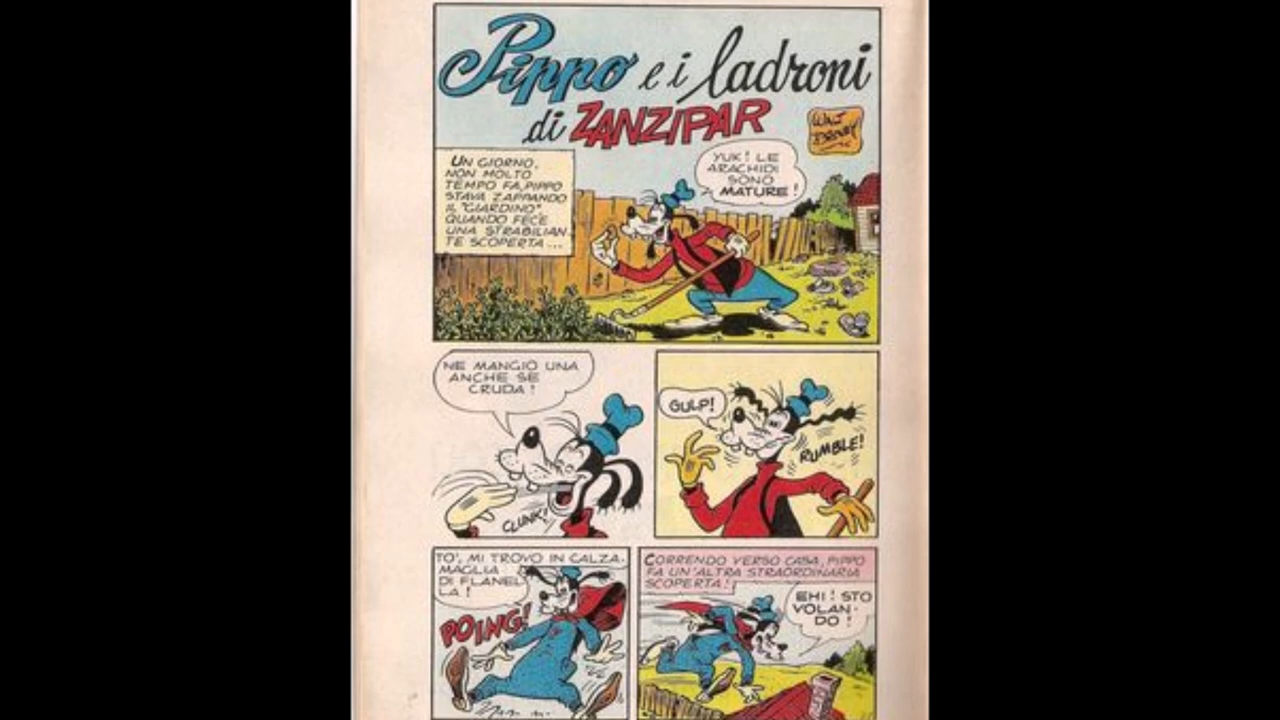 Pippo e i ladroni
di ZANZIPAR
WALT
DISNEY
UN GIORNO,
NON MOLTO
TEMPO FA, PIPPO
STAVA ZAPPANDO
IL "GIARDINO"
QUANDO FECE
UNA STRABILIAN-
TE SCOPERTA...
YUK! LE
ARACHIDI
SONO
MATURE!
NE MANGIÒ UNA
ANCHE SE
CRUDA!
CLUNK!
GULP!
RUMBLE!
TO', MI TROVO IN CALZA-
MAGLIA
DI FLANEL-
LA!
POING!
CORRENDO VERSO CASA, PIPPO
FA UN'ALTRA STRAORDINARIA
SCOPERTA!
EHI! STO
VOLAN-
DO!